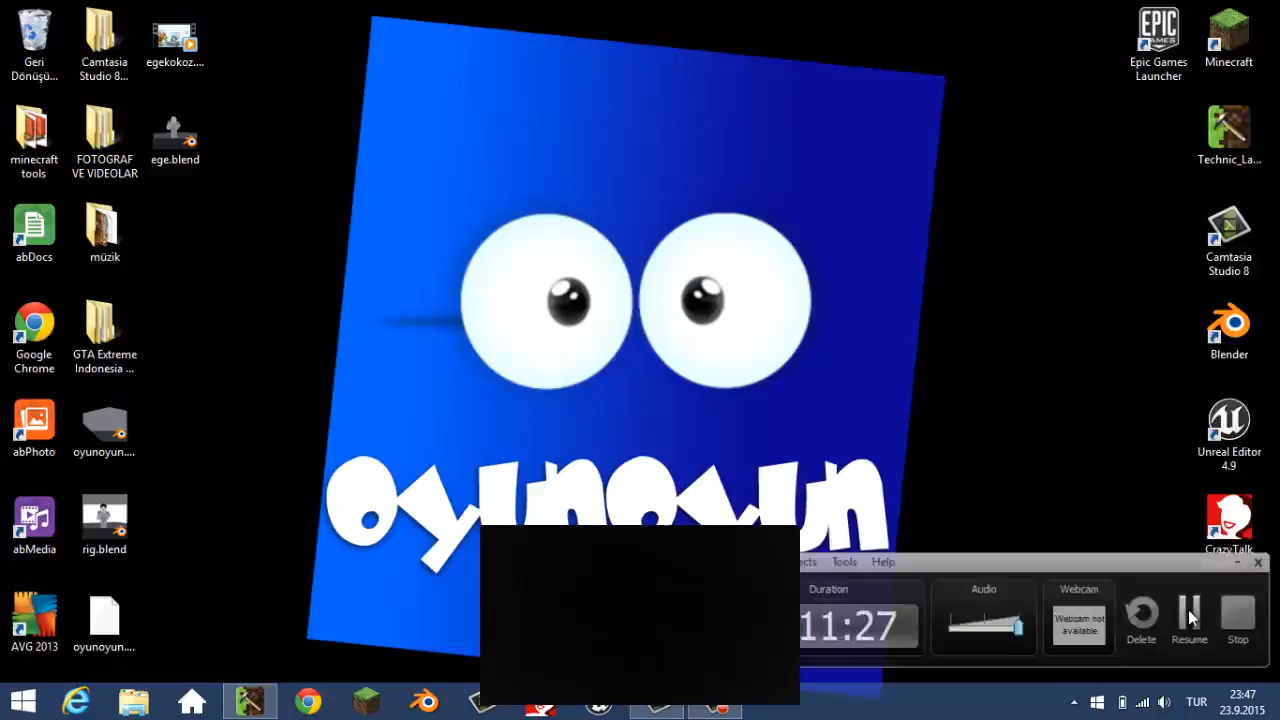 Geri
Dönüşü...
Camtasia
Studio 8...
egekokoz....
minecraft
tools
FOTOGRAF
VE VIDEOLAR
ege.blend
abDocs
müzik
Google
Chrome
GTA Extreme
Indonesia ...
abPhoto
oyunoyun....
abMedia
rig.blend
AVG 2013
oyunoyun....
EPIC
GAMES
Epic Games
Launcher
Minecraft
Technic_La...
Camtasia
Studio 8
Blender
Unreal Editor
4.9
CrazyTalk
oyunoyun
Tools
Help
Duration
11:27
Audio
Webcam
Webcam not
available.
Delete
Resume
Stop
TUR
23:47
23.9.2015